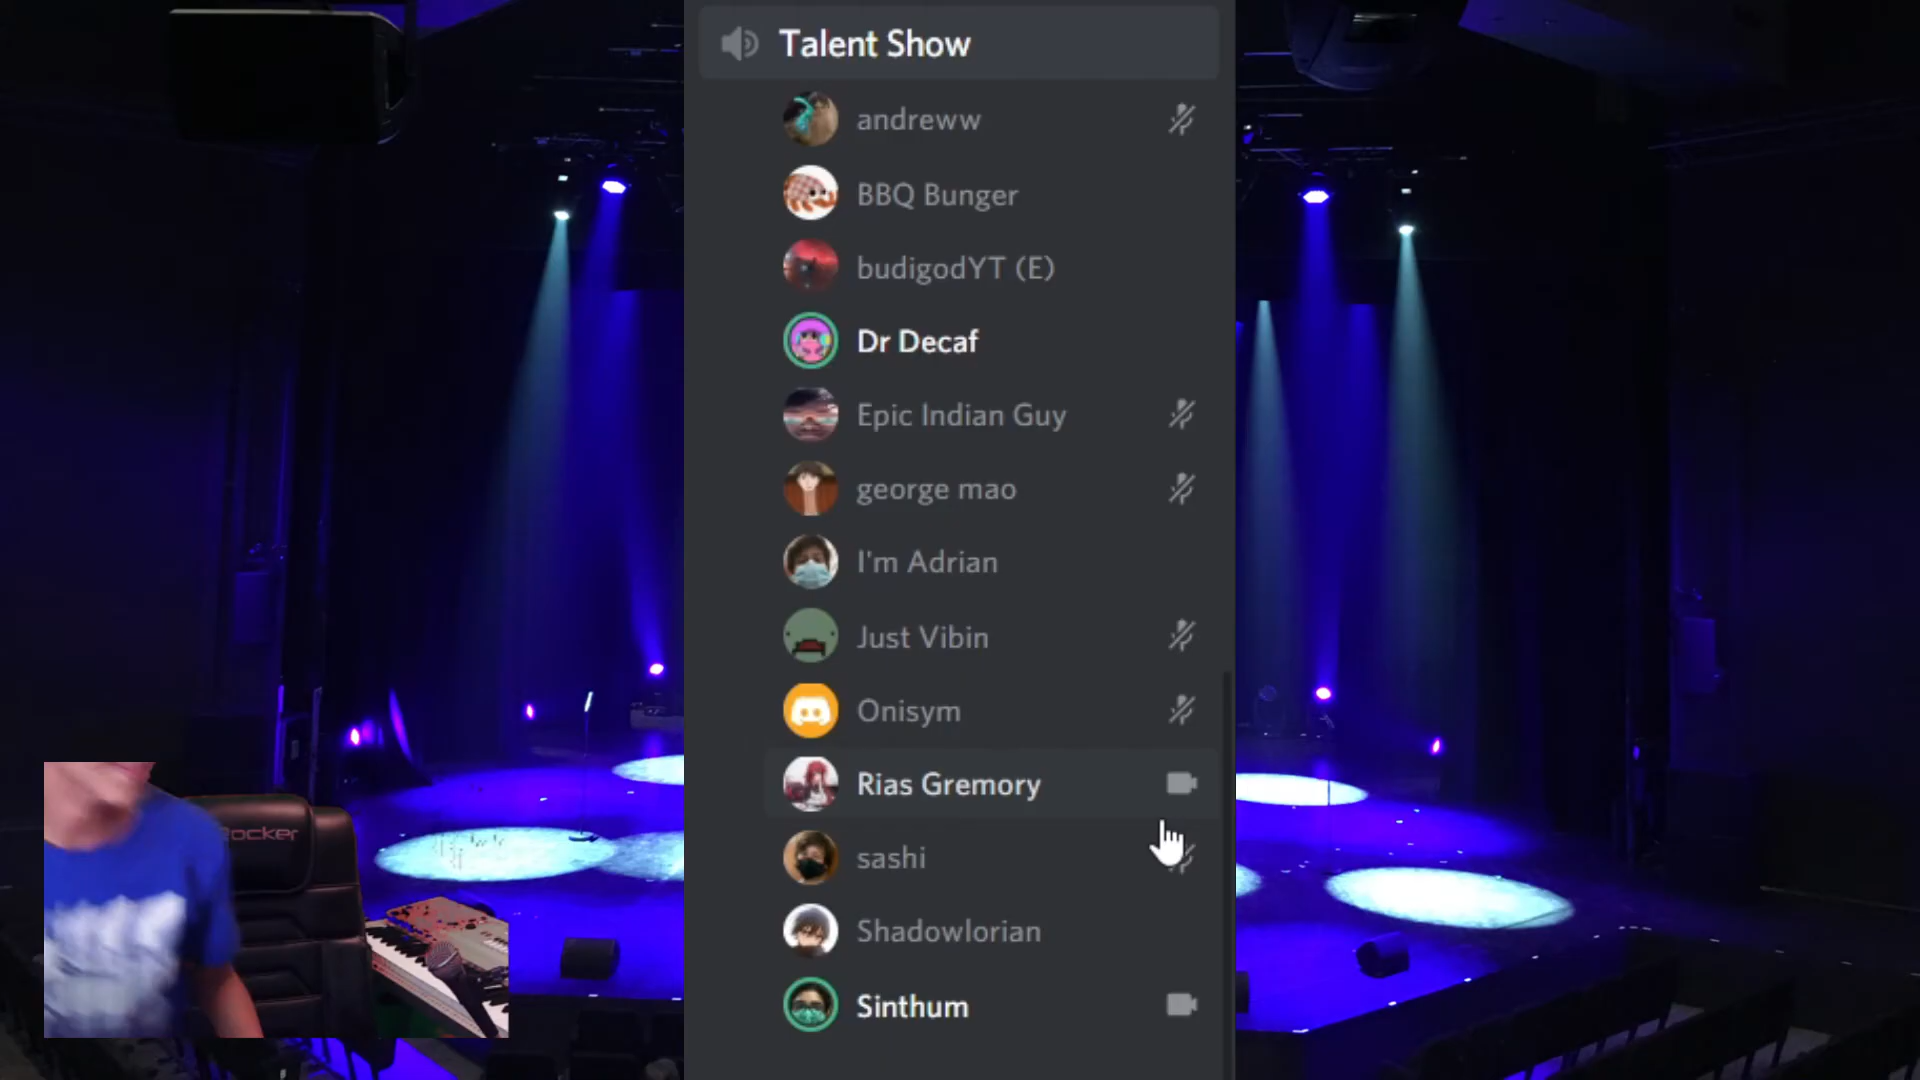 Talent Show
andreww
BBQ Bunger
budigodYT (E)
Dr Decaf
Epic Indian Guy
george mao
I'm Adrian
Just Vibin
Onisym
Rias Gremory
sashi
Shadowlorian
Sinthum
ocker